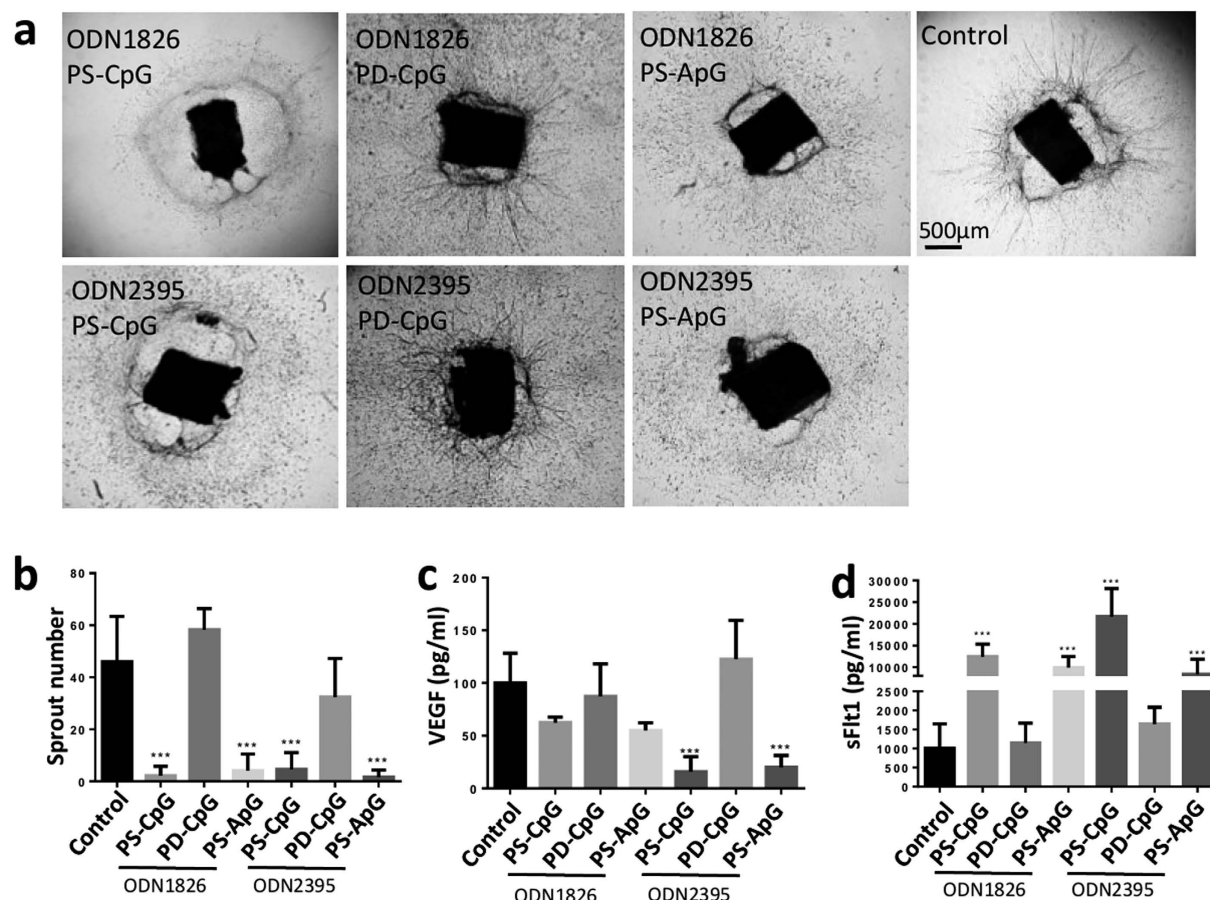 a
ODN1826
PS-CpG
ODN1826
PD-CpG
ODN1826
PS-ApG
Control
500µm
ODN2395
PS-CpG
ODN2395
PD-CpG
ODN2395
PS-ApG
b
Sprout number
80
60
40
20
0
***
***
***
***
Control
PS-CpG
PD-CpG
PS-ApG
PS-CpG
PD-CpG
PS-ApG
ODN1826
ODN2395
c
VEGF (pg/ml)
200
150
100
50
0
***
***
Control
PS-CpG
PD-CpG
PS-ApG
PS-CpG
PD-CpG
PS-ApG
ODN1826
ODN2395
d
sFlt1 (pg/ml)
30000
25000
20000
15000
10000
2500
2000
1500
1000
500
0
***
***
***
***
Control
PS-CpG
PD-CpG
PS-ApG
PS-CpG
PD-CpG
PS-ApG
ODN1826
ODN2395